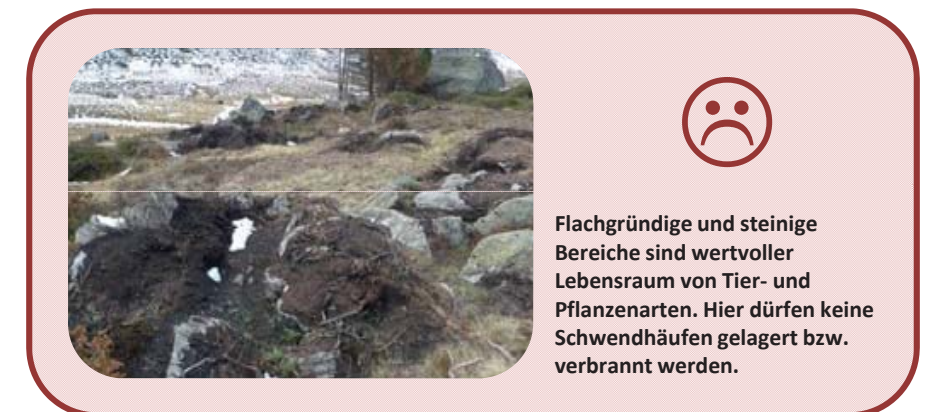 Flachgründige und steinige
Bereiche sind wertvoller
Lebensraum von Tier- und
Pflanzenarten. Hier dürfen keine
Schwendhäufen gelagert bzw.
verbrannt werden.